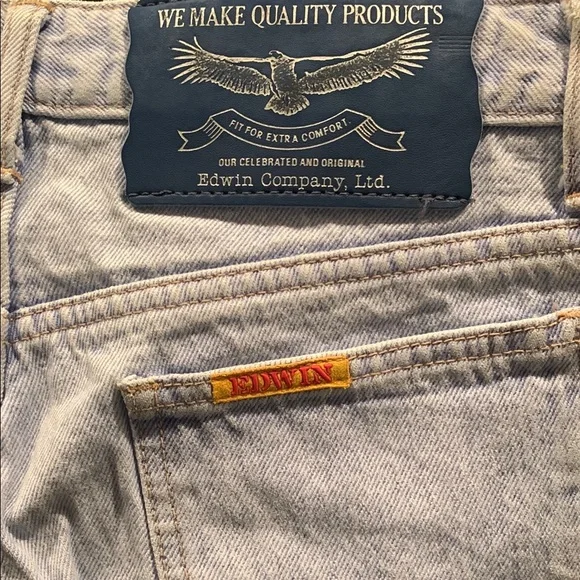 WE MAKE QUALITY PRODUCTS
FIT FOR EXTRA COMFORT.
OUR CELEBRATED AND ORIGINAL
Edwin Company, Ltd.
EDWIN